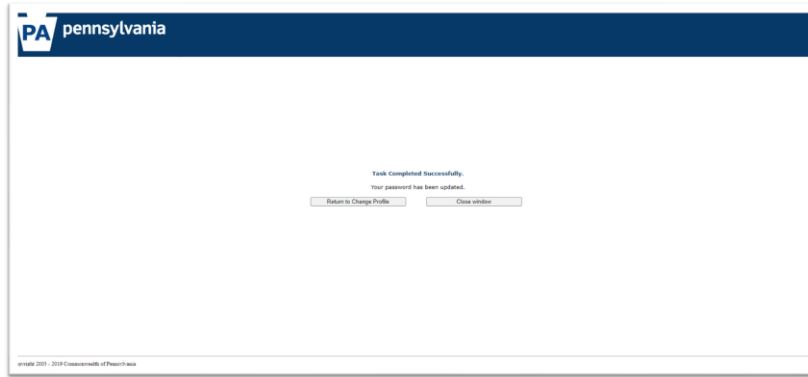 PA pennsylvania
Task Completed Successfully.
Your password has been updated.
Return to Change Profile Close window
opyright 2005 - 2019 Commonwealth of Pennsylvania